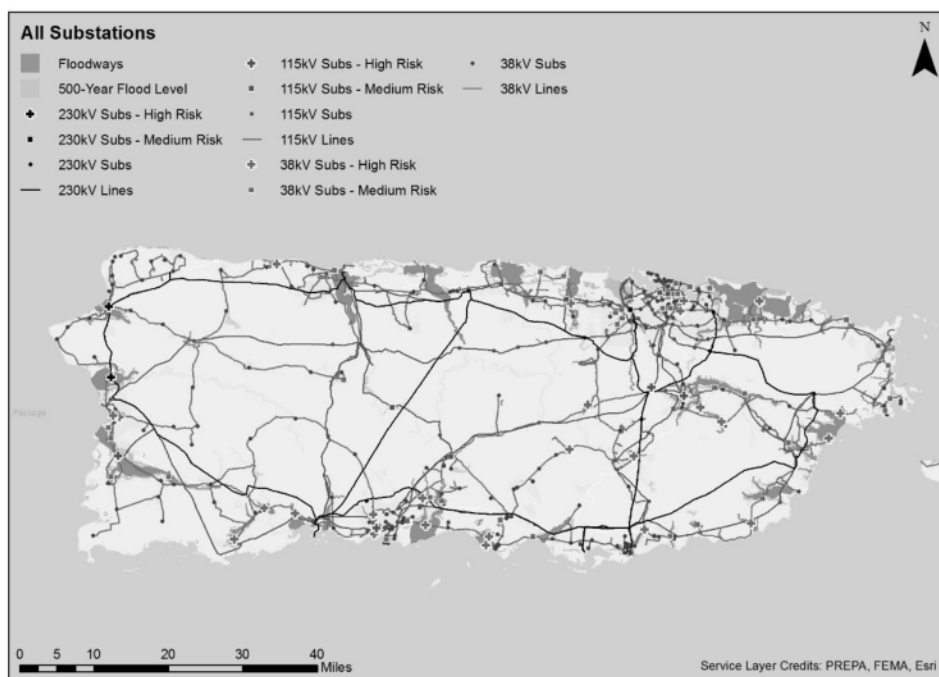 All Substations
Floodways
500-Year Flood Level
230kV Subs - High Risk
230kV Subs - Medium Risk
230kV Subs
230kV Lines
115kV Subs - High Risk
115kV Subs - Medium Risk
115kV Subs
115kV Lines
38kV Subs - High Risk
38kV Subs - Medium Risk
38kV Subs
38kV Lines
N
Passage
0 5 10 20 30 40
Miles
Service Layer Credits: PREPA, FEMA, Esri